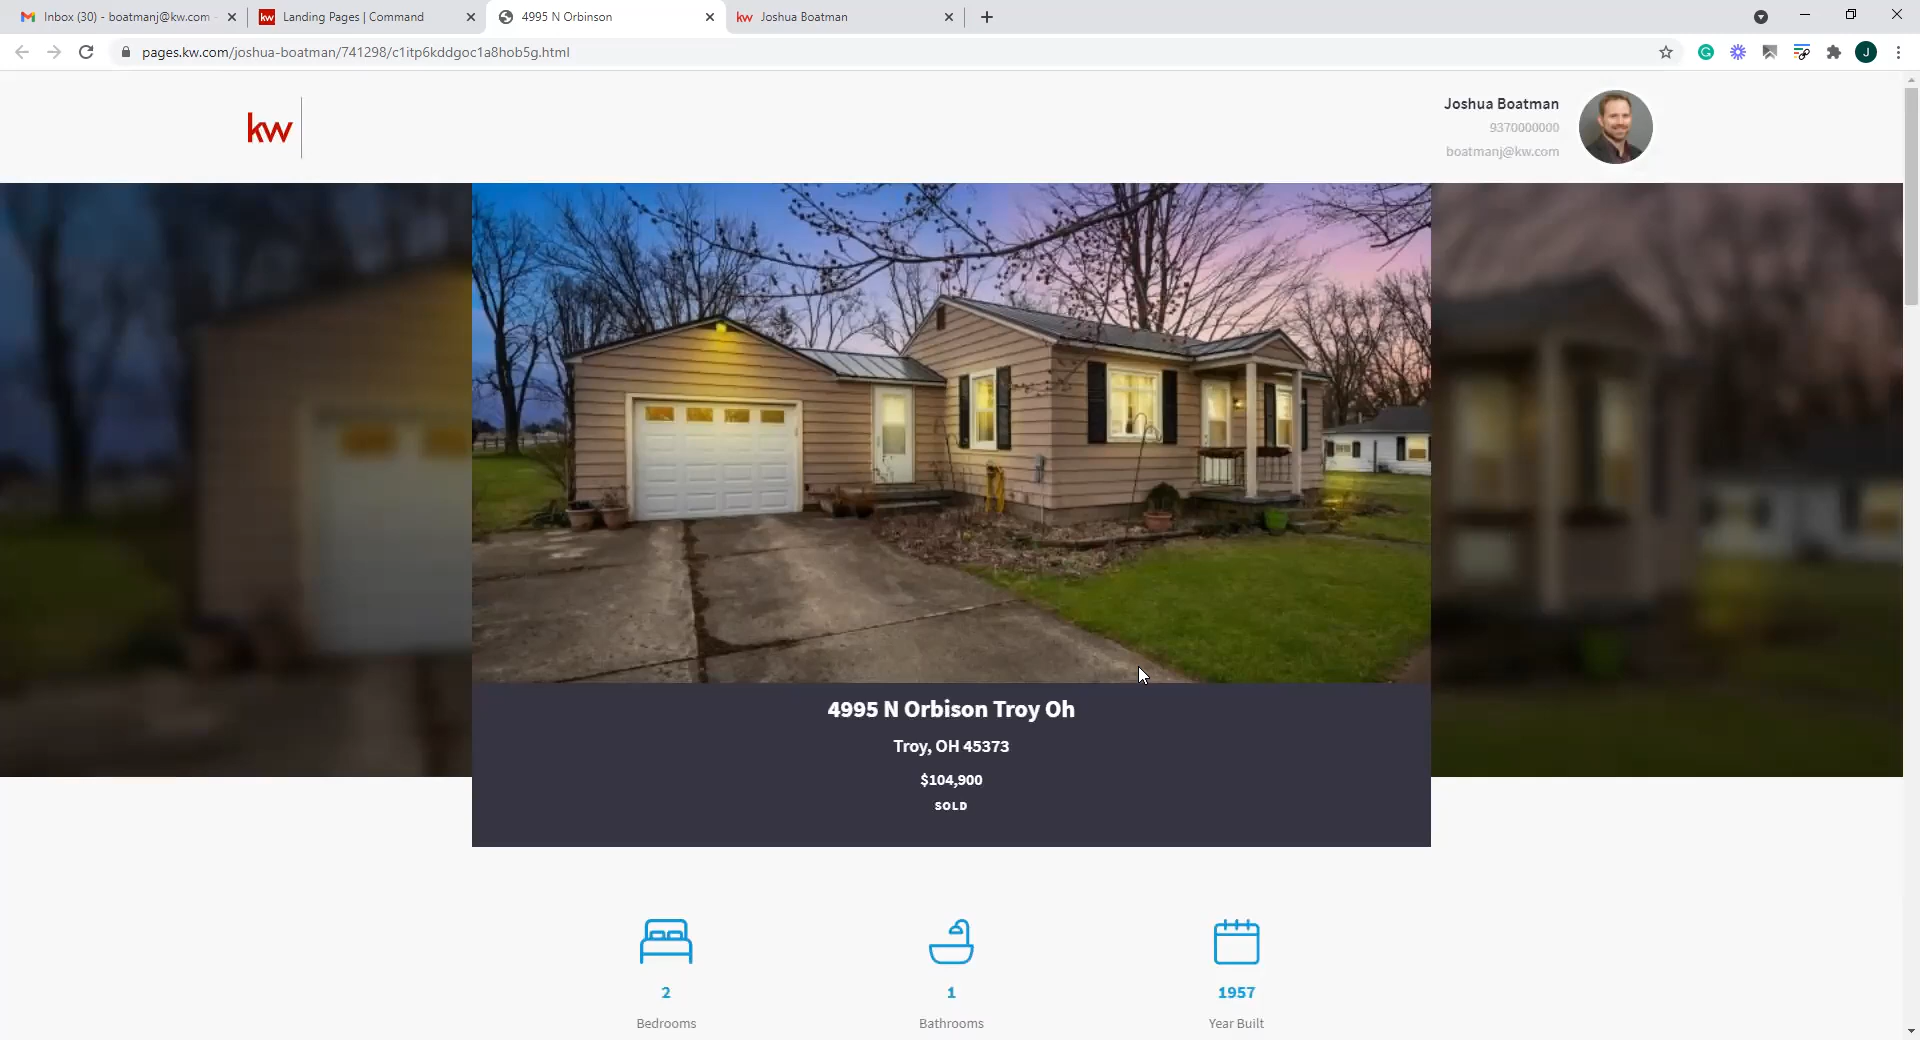 Inbox (30) - boatmanj@kw.com
kw Landing Pages | Command
4995 N Orbinson
kw Joshua Boatman
pages.kw.com/joshua-boatman/741298/c1itp6kddgoc1a8hob5g.html
J
kw
Joshua Boatman
9370000000
boatmanj@kw.com
4995 N Orbison Troy Oh
Troy, OH 45373
$104,900
SOLD
2 1 1957
Bedrooms Bathrooms Year Built